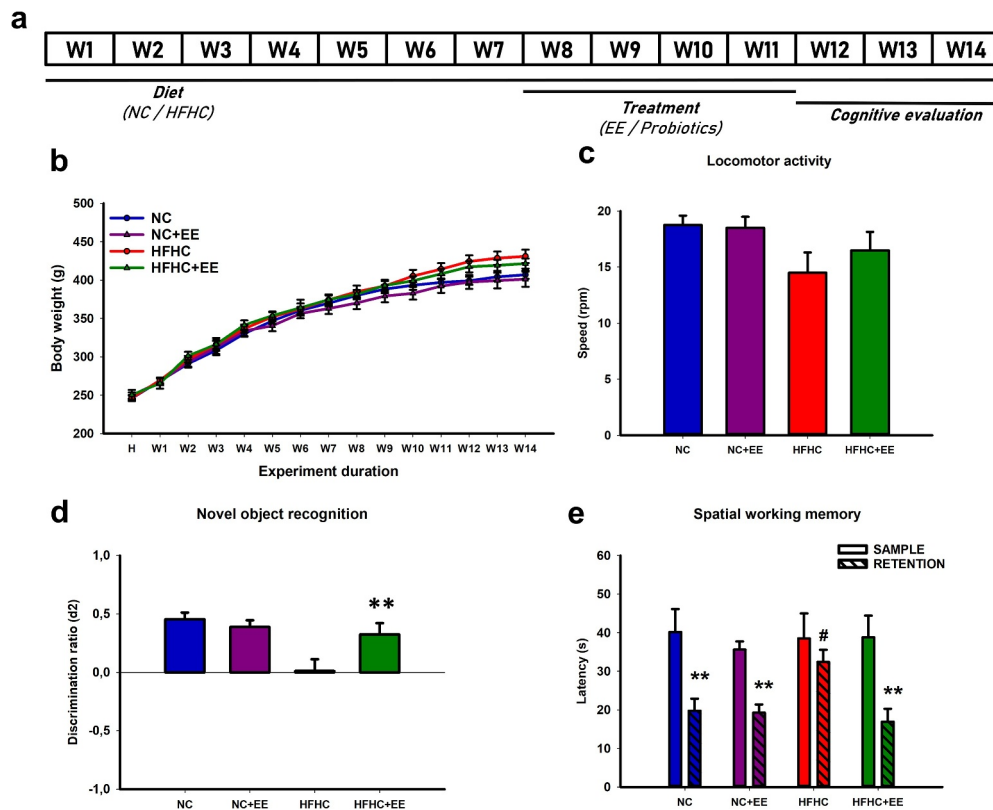 a
W1 W2 W3 W4 W5 W6 W7 W8 W9 W10 W11 W12 W13 W14
Diet
(NC / HFHC)
Treatment
(EE / Probiotics)
Cognitive evaluation
b
500
450
400
350
300
250
200
Body weight (g)
NC
NC+EE
HFHC
HFHC+EE
H W1 W2 W3 W4 W5 W6 W7 W8 W9 W10 W11 W12 W13 W14
Experiment duration
c
Locomotor activity
20
15
10
5
0
Speed (rpm)
NC NC+EE HFHC HFHC+EE
d
Novel object recognition
1,0
0,5
0,0
-0,5
-1,0
Discrimination ratio (d2)
**
NC NC+EE HFHC HFHC+EE
e
Spatial working memory
SAMPLE
RETENTION
60
50
40
30
20
10
0
Latency (s)
** ** # **
NC NC+EE HFHC HFHC+EE